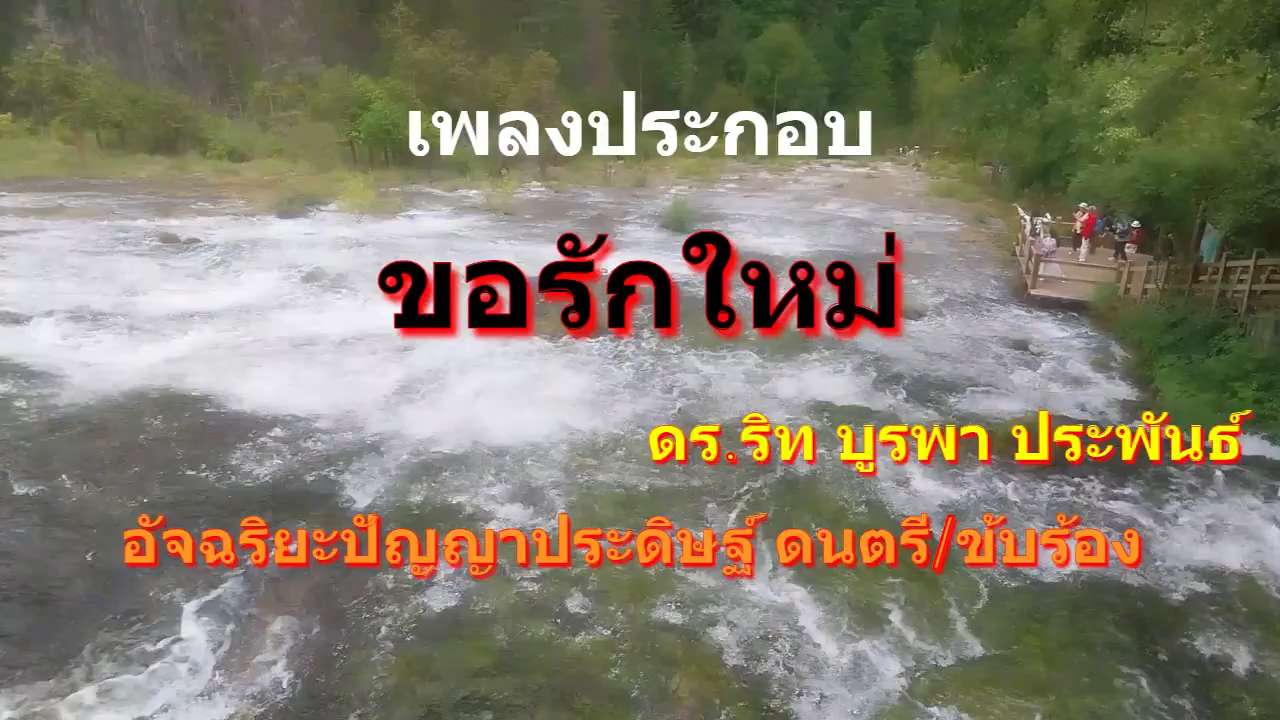 เพลงประกอบ
ขอรักใหม่
ดร.ริท บูรพา ประพันธ์
อัจฉริยะปัญญาประดิษฐ์ ดนตรี/ขับร้อง